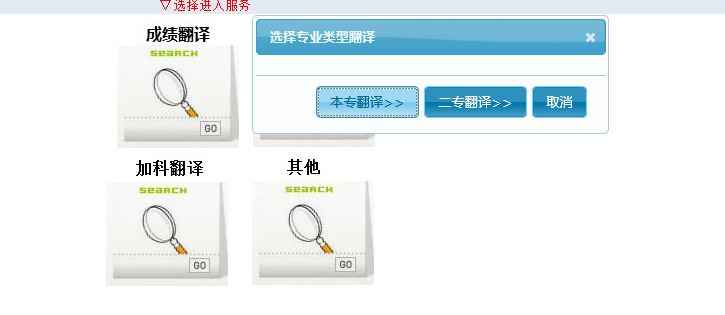 ▽选择进入服务
成绩翻译
SEARCH
GO
选择专业类型翻译
本专翻译>>
二专翻译>>
取消
加科翻译
SEARCH
GO
其他
SEARCH
GO